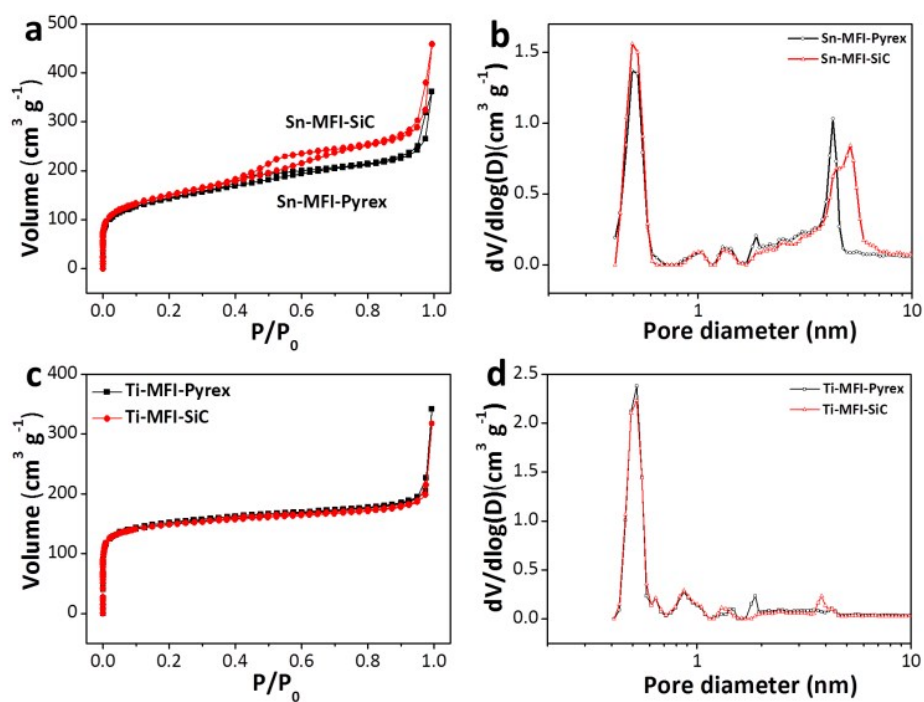 a
500
400
300
200
100
0
Volume (cm³ g⁻¹)
Sn-MFI-SiC
Sn-MFI-Pyrex
0.0 0.2 0.4 0.6 0.8 1.0
P/P₀
b
Sn-MFI-Pyrex
Sn-MFI-SiC
1.5
1.0
0.5
0.0
dV/dlog(D)(cm³ g⁻¹)
1 10
Pore diameter (nm)
c
Ti-MFI-Pyrex
Ti-MFI-SiC
400
300
200
100
0
Volume (cm³ g⁻¹)
0.0 0.2 0.4 0.6 0.8 1.0
P/P₀
d
Ti-MFI-Pyrex
Ti-MFI-SiC
2.5
2.0
1.5
1.0
0.5
0.0
dV/dlog(D)(cm³ g⁻¹)
1 10
Pore diameter (nm)